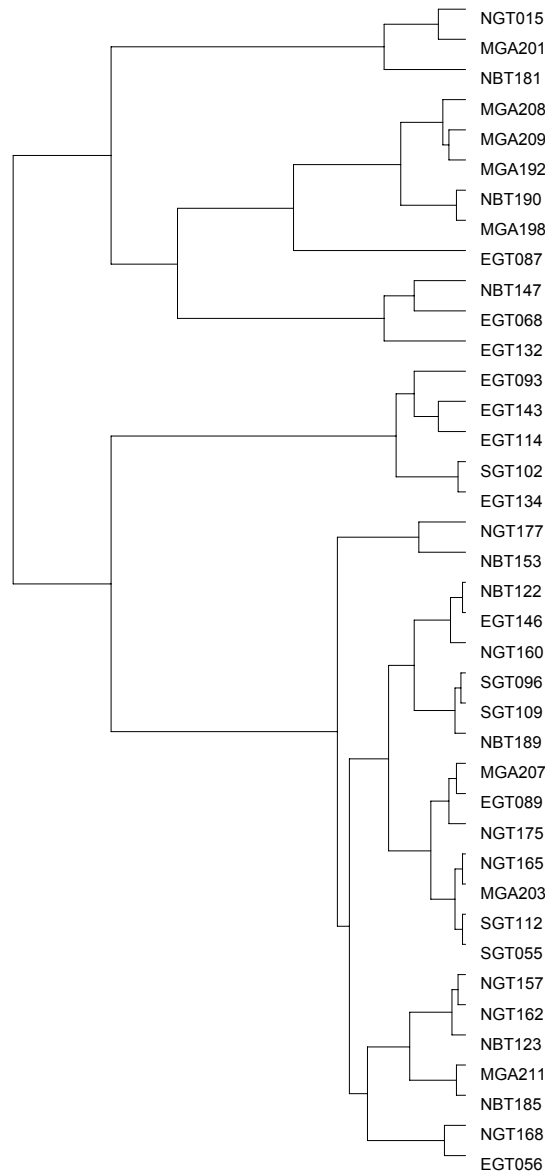 NGT015
MGA201
NBT181
MGA208
MGA209
MGA192
NBT190
MGA198
EGT087
NBT147
EGT068
EGT132
EGT093
EGT143
EGT114
SGT102
EGT134
NGT177
NBT153
NBT122
EGT146
NGT160
SGT096
SGT109
NBT189
MGA207
EGT089
NGT175
NGT165
MGA203
SGT112
SGT055
NGT157
NGT162
NBT123
MGA211
NBT185
NGT168
EGT056